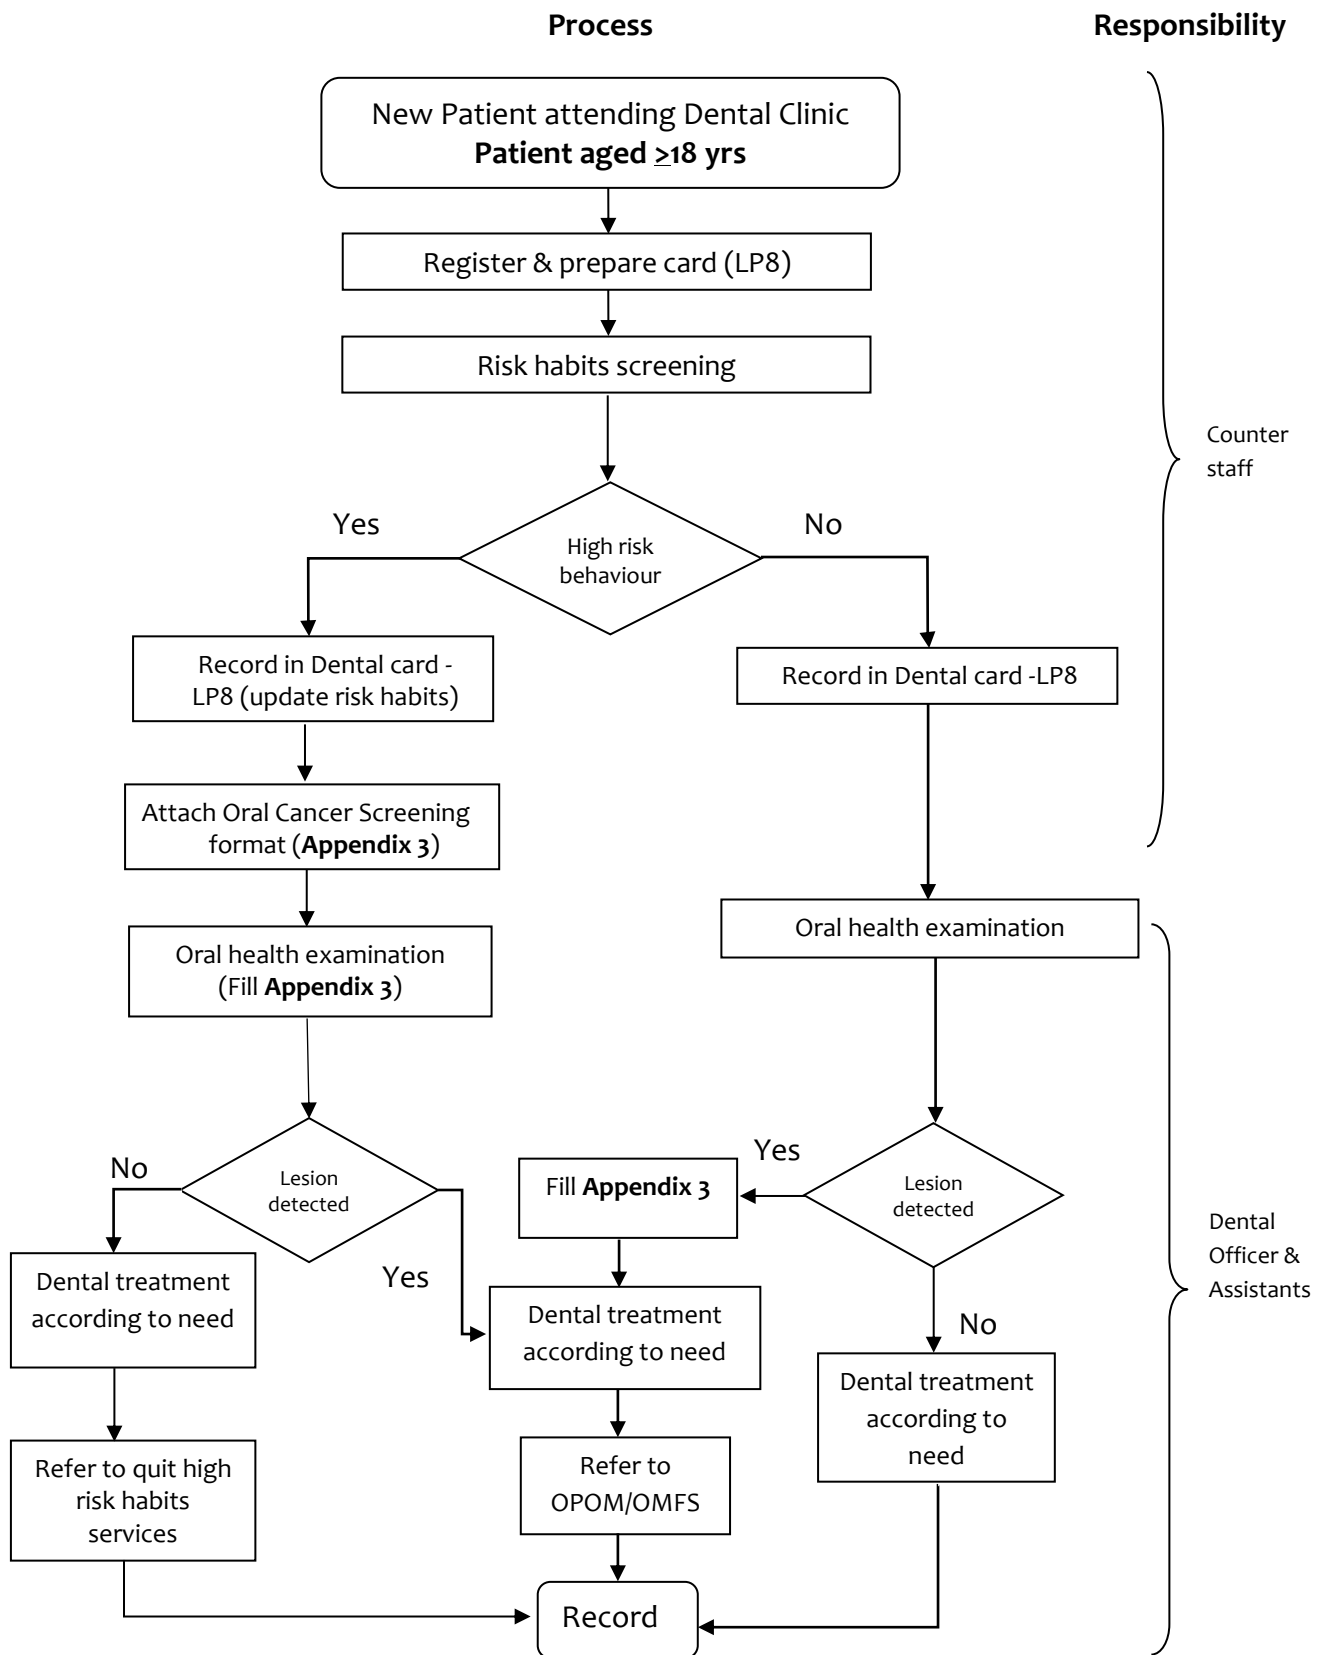 Process
Responsibility
New Patient attending Dental Clinic
Patient aged ≥18 yrs
Register & prepare card (LP8)
Risk habits screening
Counter
staff
Yes
No
High risk
behaviour
Record in Dental card -
LP8 (update risk habits)
Record in Dental card -LP8
Attach Oral Cancer Screening
format (Appendix 3)
Oral health examination
Oral health examination
(Fill Appendix 3)
No
Lesion
detected
Yes
Fill Appendix 3
Yes
Lesion
detected
No
Dental
Officer &
Assistants
Dental treatment
according to need
Dental treatment
according to need
Dental treatment
according to
need
Refer to quit high
risk habits
services
Refer to
OPOM/OMFS
Record